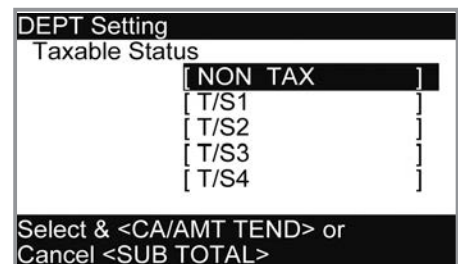 DEPT Setting
Taxable Status
[ NON TAX ]
[ T/S1 ]
[ T/S2 ]
[ T/S3 ]
[ T/S4 ]
Select & <CA/AMT TEND> or
Cancel <SUB TOTAL>